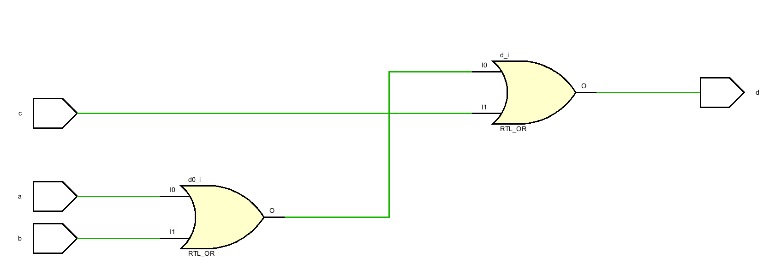 d_i
I0
O
d
c
I1
RTL_OR
d0_i
a
I0
O
b
I1
RTL_OR